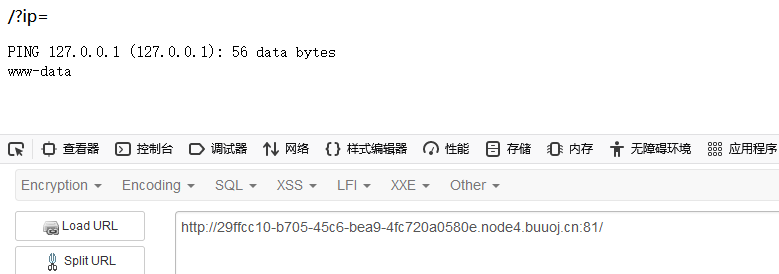 /?ip=
PING 127.0.0.1 (127.0.0.1): 56 data bytes
www-data
查看器 控制台 调试器 网络 样式编辑器 性能 存储 内存 无障碍环境 应用程序
Encryption Encoding SQL XSS LFI XXE Other
Load URL http://29ffcc10-b705-45c6-bea9-4fc720a0580e.node4.buuoj.cn:81/
Split URL